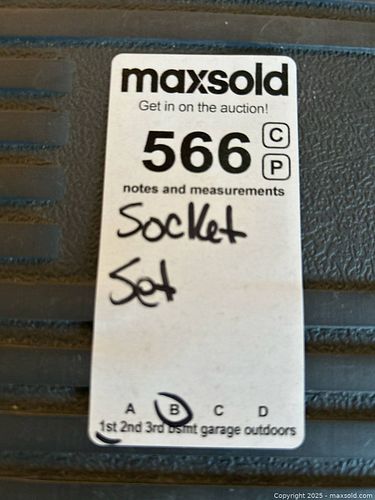 maxsold
Get in on the auction!
566 C
P
notes and measurements
Socket
Set
A B C D
1st 2nd 3rd bsmt garage outdoors
Copyright 2025 - maxsold.com